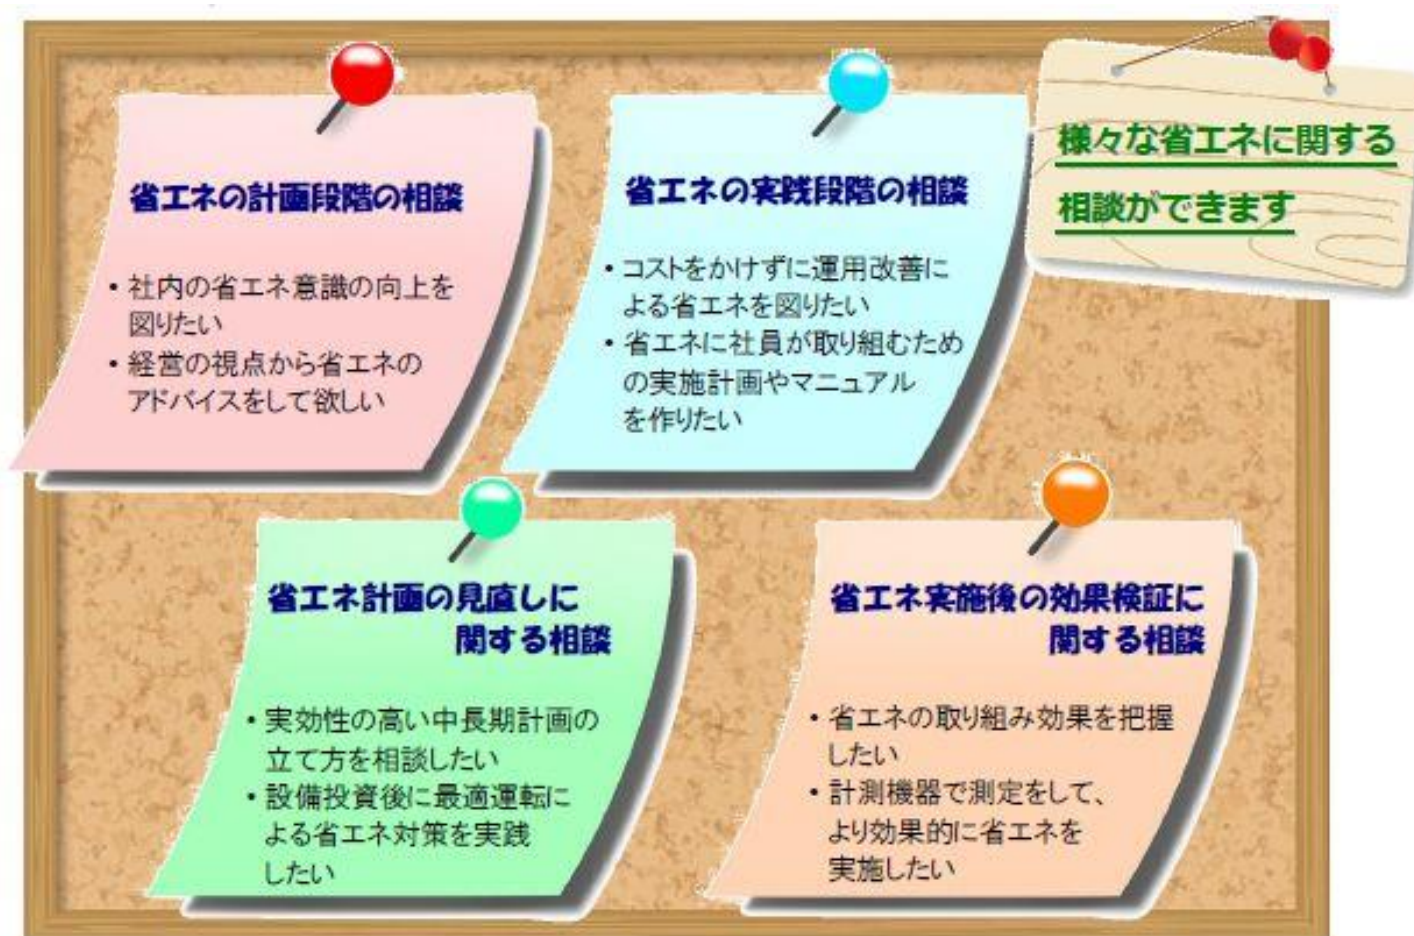 様々な省エネに関する
相談ができます
省エネの計画段階の相談
・社内の省エネ意識の向上を
図りたい
・経営の視点から省エネの
アドバイスをして欲しい
省エネの実践段階の相談
・コストをかけずに運用改善に
よる省エネを図りたい
・省エネに社員が取り組むため
の実施計画やマニュアル
を作りたい
省エネ計画の見直しに
関する相談
・実効性の高い中長期計画の
立て方を相談したい
・設備投資後に最適運転に
よる省エネ対策を実践
したい
省エネ実施後の効果検証に
関する相談
・省エネの取り組み効果を把握
したい
・計測機器で測定をして、
より効果的に省エネを
実施したい